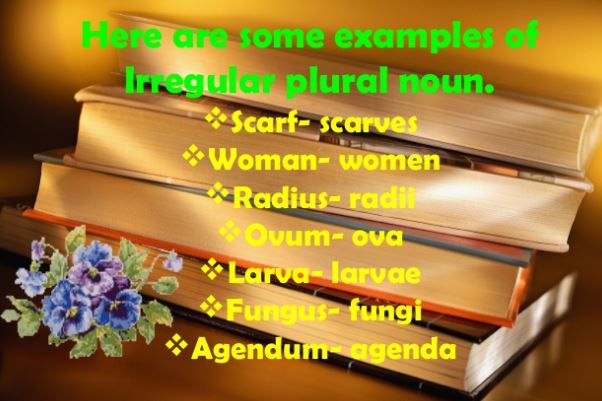 Here are some examples of
Irregular plural noun.
❖Scarf- scarves
❖Woman- women
❖Radius- radii
❖Ovum- ova
❖Larva- larvae
❖Fungus- fungi
❖Agendum- agenda